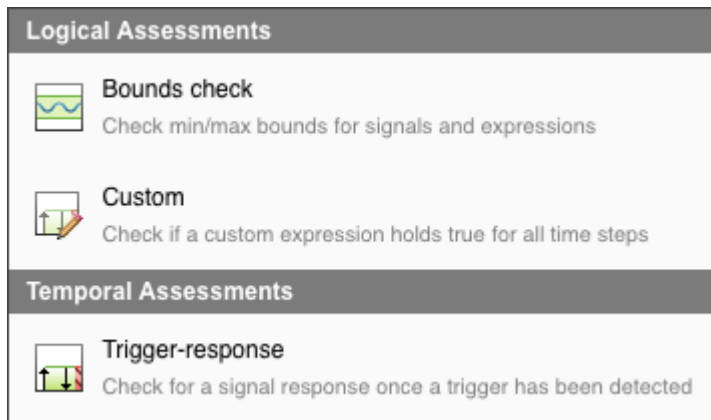 Logical Assessments
Bounds check
Check min/max bounds for signals and expressions
Custom
Check if a custom expression holds true for all time steps
Temporal Assessments
Trigger-response
Check for a signal response once a trigger has been detected